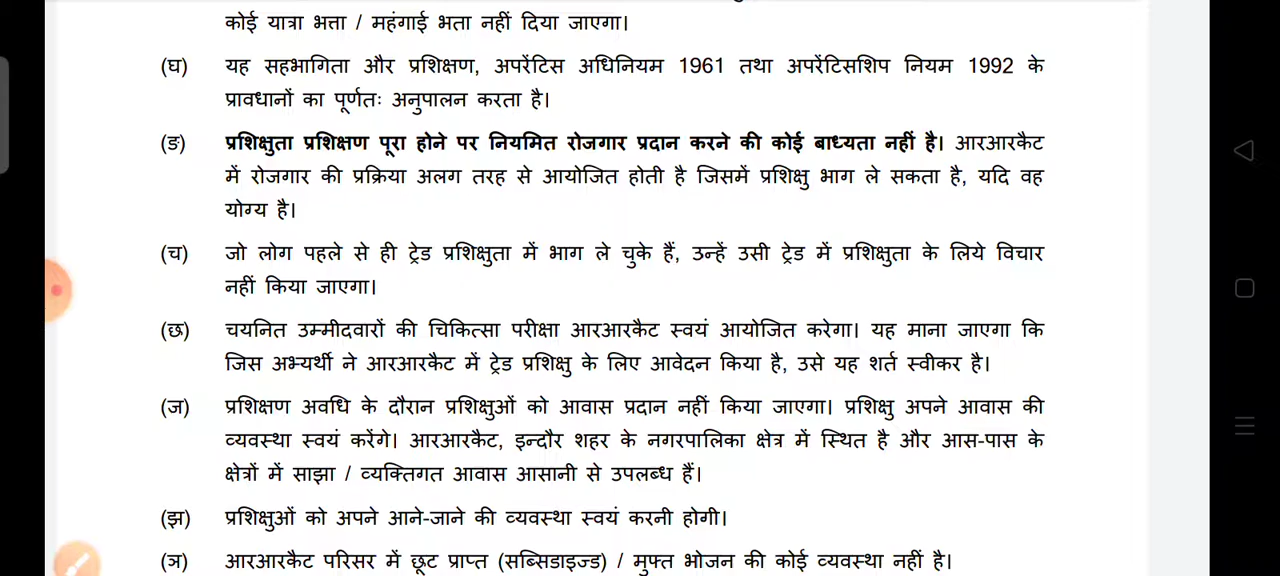 कोई यात्रा भत्ता / महंगाई भता नहीं दिया जाएगा।
(घ) यह सहभागिता और प्रशिक्षण, अपरेंटिस अधिनियम 1961 तथा अपरेंटिसशिप नियम 1992 के
प्रावधानों का पूर्णतः अनुपालन करता है।
(ङ) प्रशिक्षुता प्रशिक्षण पूरा होने पर नियमित रोजगार प्रदान करने की कोई बाध्यता नहीं है। आरआरकैट
में रोजगार की प्रक्रिया अलग तरह से आयोजित होती है जिसमें प्रशिक्षु भाग ले सकता है, यदि वह
योग्य है।
(च) जो लोग पहले से ही ट्रेड प्रशिक्षुता में भाग ले चुके हैं, उन्हें उसी ट्रेड में प्रशिक्षुता के लिये विचार
नहीं किया जाएगा।
(छ) चयनित उम्मीदवारों की चिकित्सा परीक्षा आरआरकैट स्वयं आयोजित करेगा। यह माना जाएगा कि
जिस अभ्यर्थी ने आरआरकैट में ट्रेड प्रशिक्षु के लिए आवेदन किया है, उसे यह शर्त स्वीकर है।
(ज) प्रशिक्षण अवधि के दौरान प्रशिक्षुओं को आवास प्रदान नहीं किया जाएगा। प्रशिक्षु अपने आवास की
व्यवस्था स्वयं करेंगे। आरआरकैट, इन्दौर शहर के नगरपालिका क्षेत्र में स्थित है और आस-पास के
क्षेत्रों में साझा / व्यक्तिगत आवास आसानी से उपलब्ध हैं।
(झ) प्रशिक्षुओं को अपने आने-जाने की व्यवस्था स्वयं करनी होगी।
(ञ) आरआरकैट परिसर में छूट प्राप्त (सब्सिडाइज्ड) / मुफ्त भोजन की कोई व्यवस्था नहीं है।